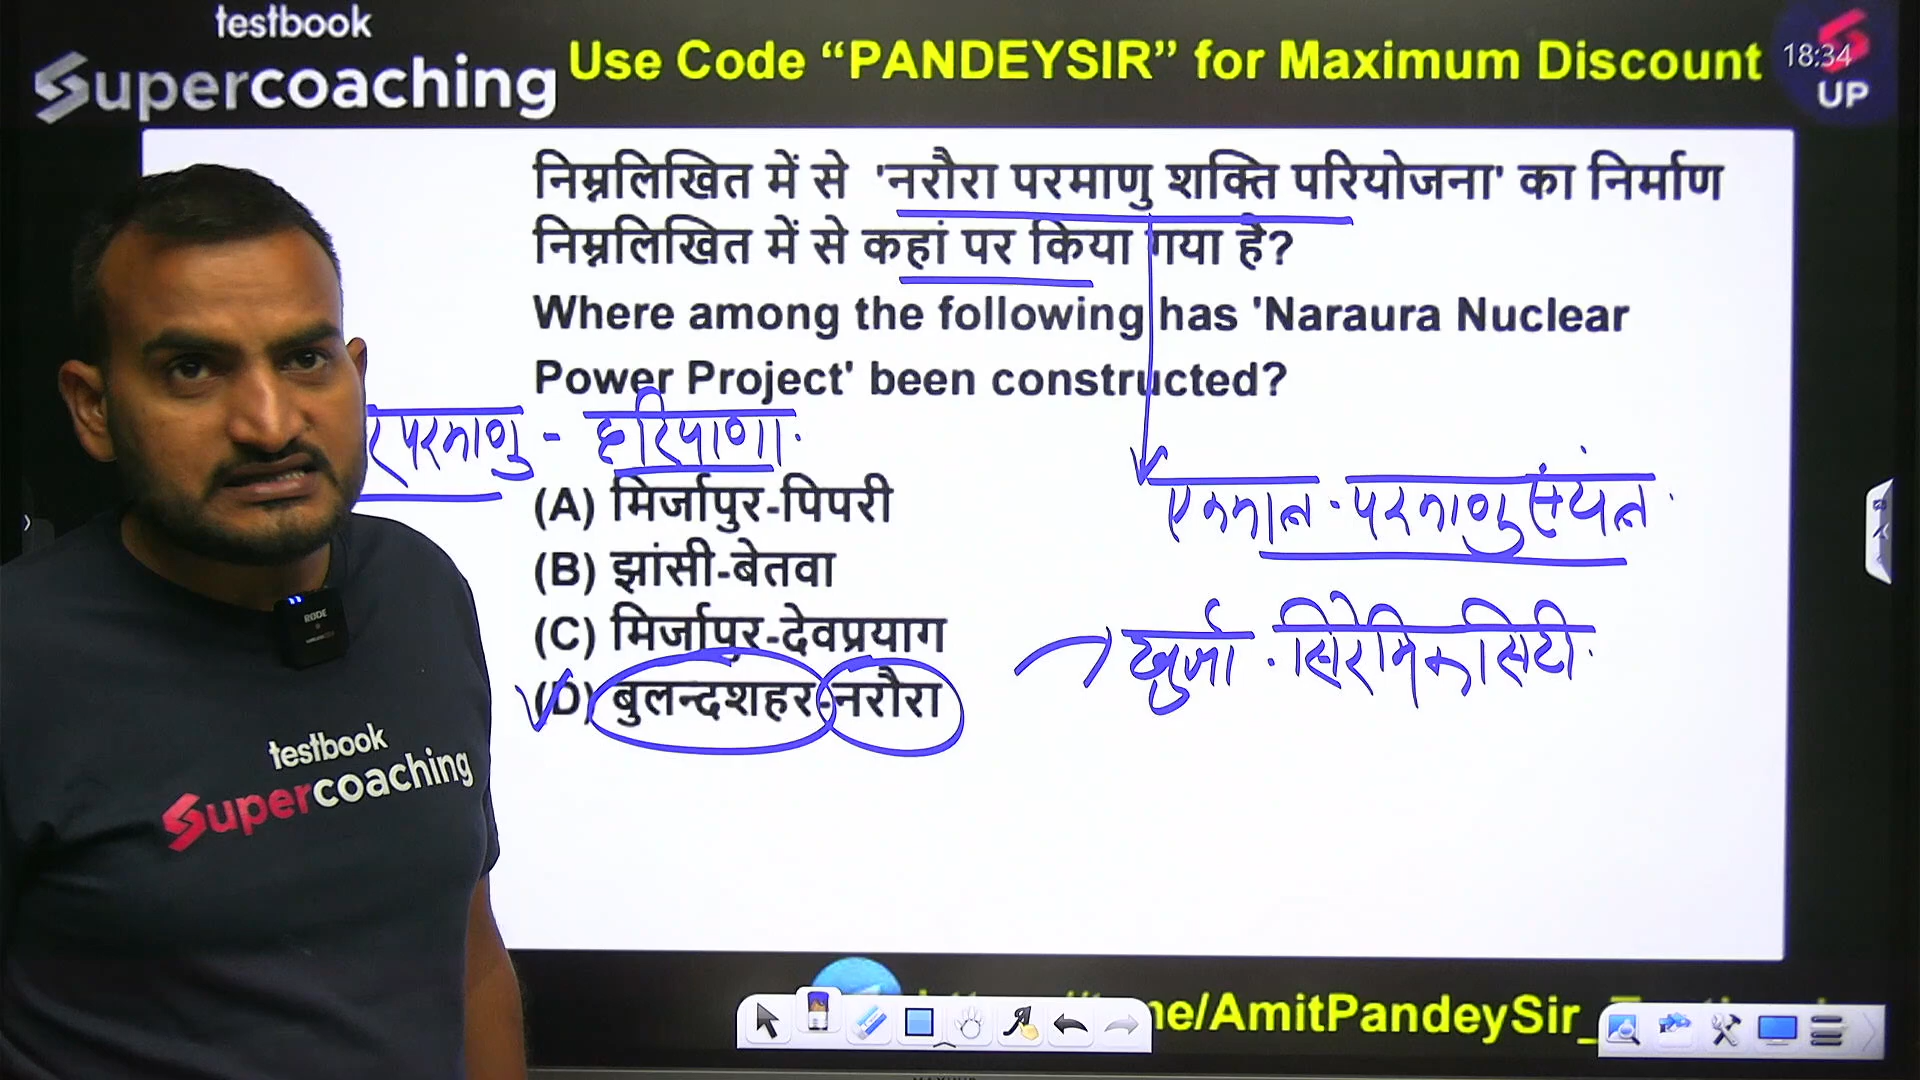 testbook
Supercoaching
Use Code “PANDEYSIR” for Maximum Discount
18:34
UP
निम्नलिखित में से 'नरौरा परमाणु शक्ति परियोजना' का निर्माण
निम्नलिखित में से कहां पर किया गया है?
Where among the following has 'Naraura Nuclear
Power Project' been constructed?
परमाणु - हरियाणा
(A) मिर्जापुर-पिपरी
(B) झांसी-बेतवा
(C) मिर्जापुर-देवप्रयाग
(D) बुलन्दशहर-नरौरा
एकमात्र - परमाणु संयंत्र
खुर्जा - सिरेमिक सिटी
RODE
testbook
Supercoaching
me/AmitPandeySir_